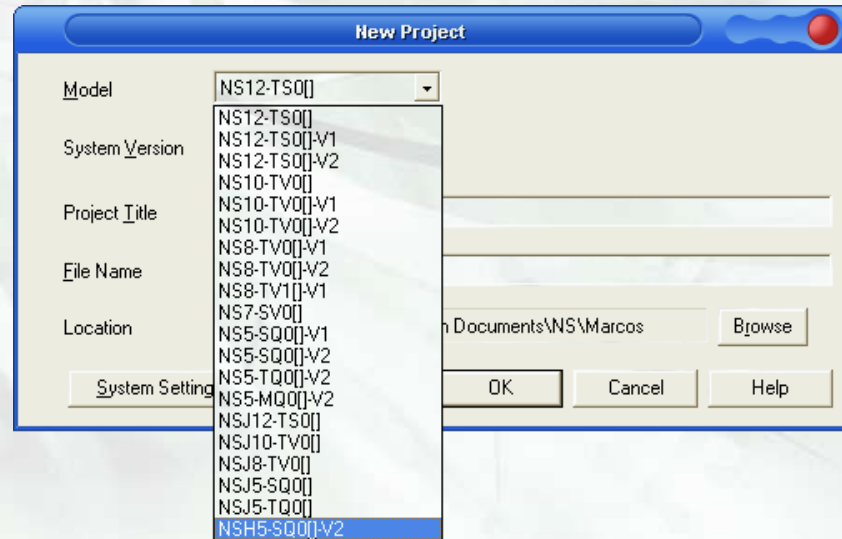 New Project
Model
NS12-TS0[]
NS12-TS0[]
NS12-TS0[]-V1
NS12-TS0[]-V2
NS10-TV0[]
NS10-TV0[]-V1
NS10-TV0[]-V2
NS8-TV0[]-V1
NS8-TV0[]-V2
NS8-TV1[]-V1
NS7-SV0[]
NS5-SQ0[]-V1
NS5-SQ0[]-V2
NS5-TQ0[]-V2
NS5-MQ0[]-V2
NSJ12-TS0[]
NSJ10-TV0[]
NSJ8-TV0[]
NSJ5-SQ0[]
NSJ5-TQ0[]
NSH5-SQ0[]-V2
System Version
Project Title
File Name
Location
Documents\NS\Marcos
Browse
System Setting
OK
Cancel
Help